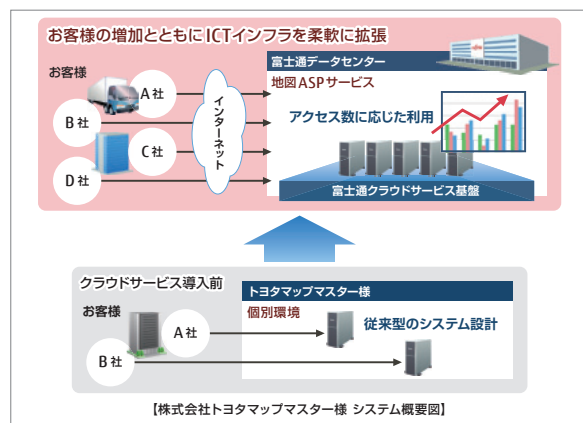 お客様の増加とともにICTインフラを柔軟に拡張
お客様
A社
B社
C社
D社
インターネット
富士通データセンター
地図ASPサービス
アクセス数に応じた利用
富士通クラウドサービス基盤
クラウドサービス導入前
お客様
A社
B社
トヨタマップマスター様
個別環境
従来型のシステム設計
【株式会社トヨタマップマスター様 システム概要図】